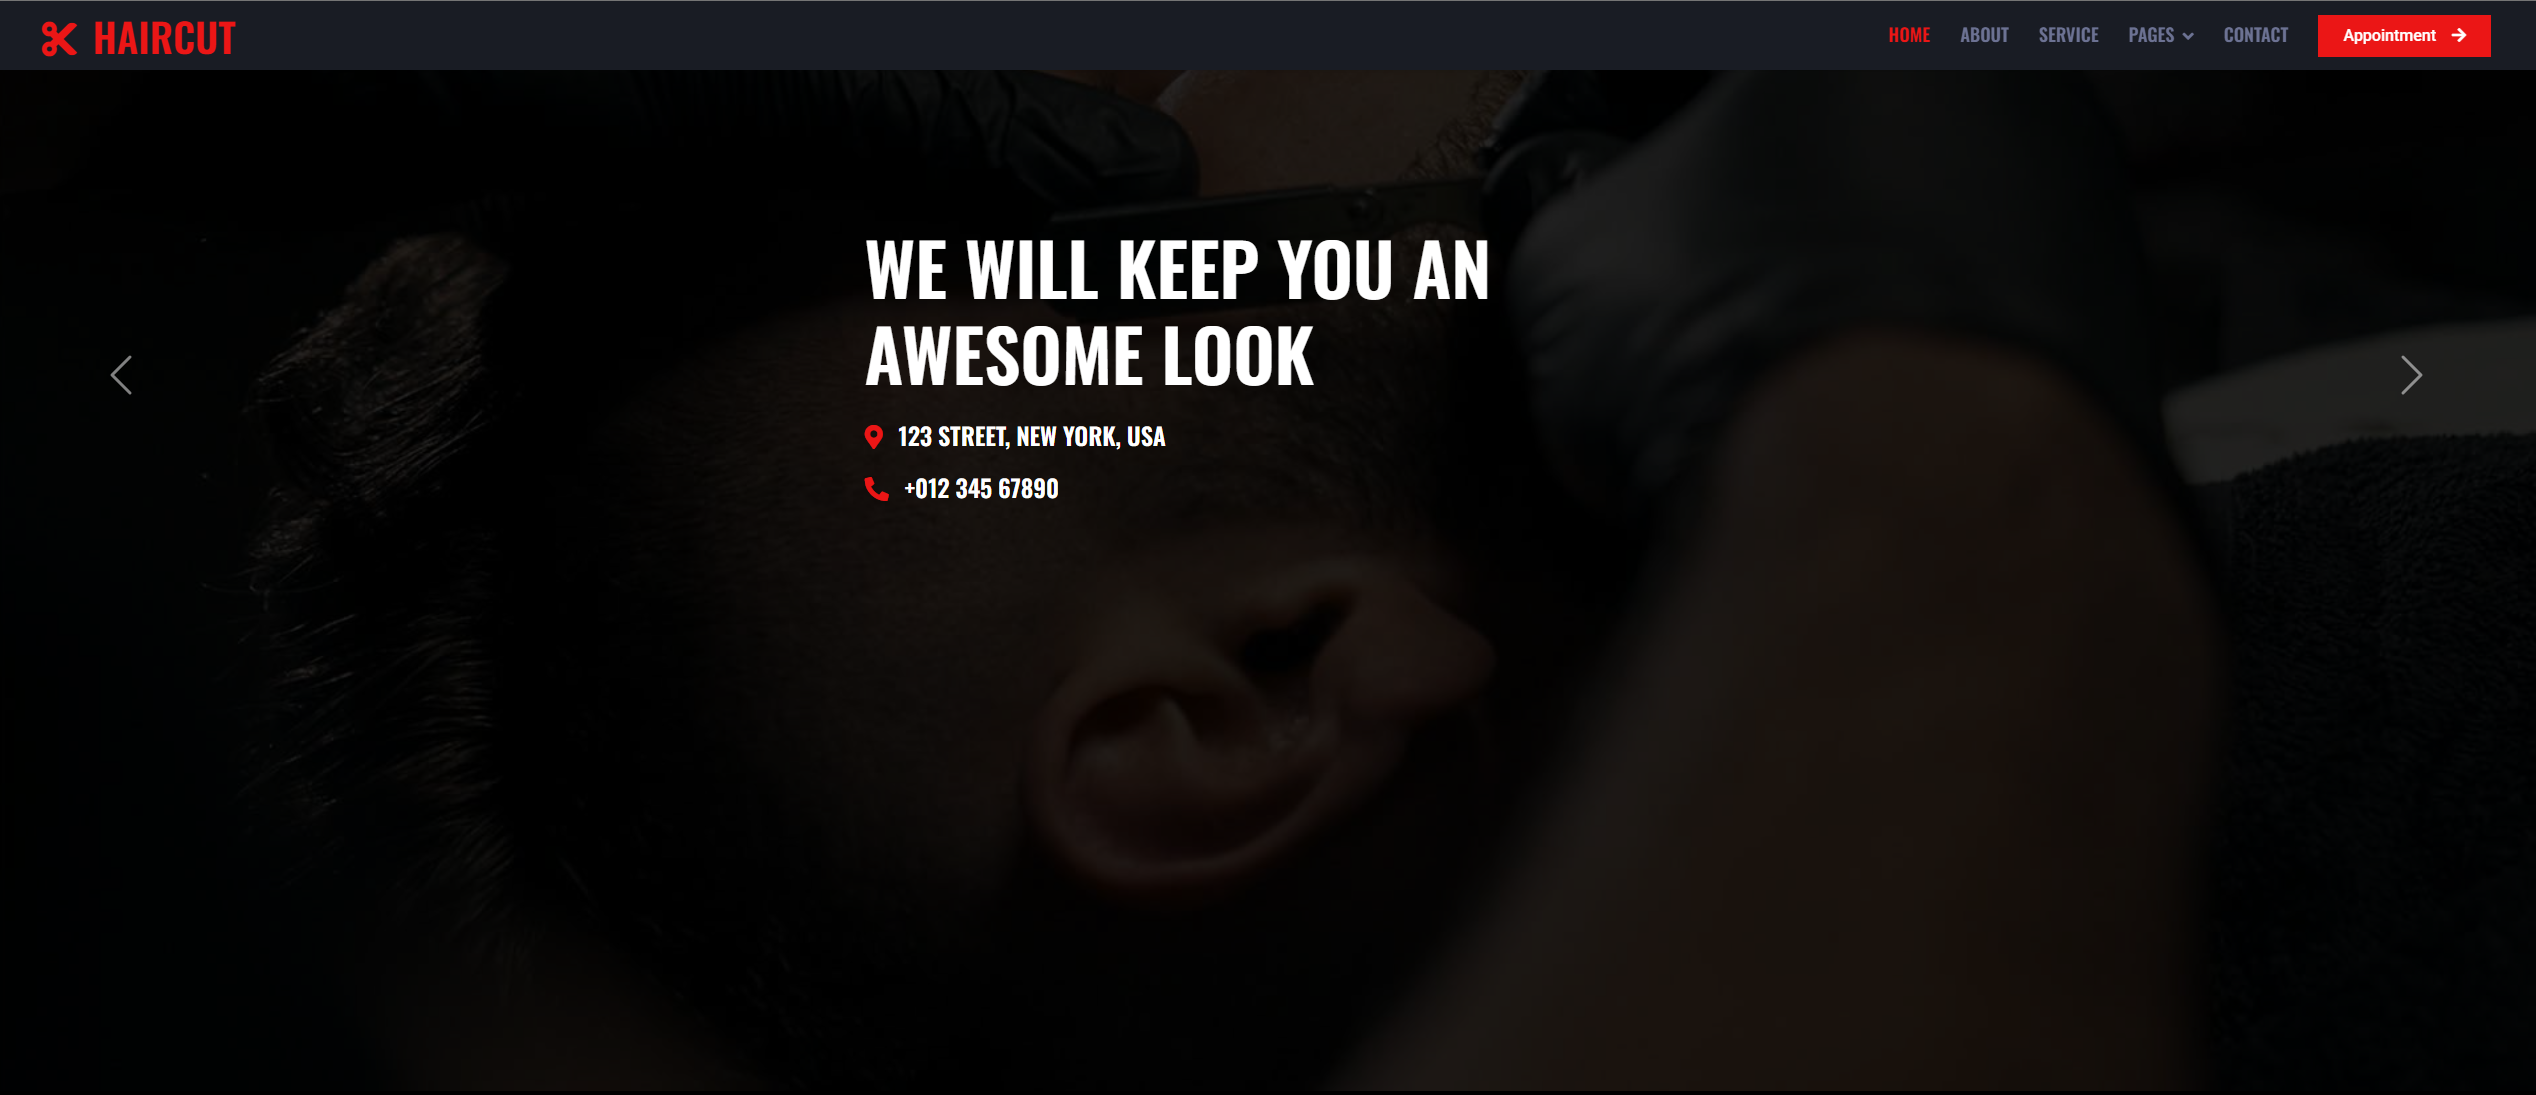 HAIRCUT
HOME ABOUT SERVICE PAGES CONTACT Appointment
WE WILL KEEP YOU AN
AWESOME LOOK
123 STREET, NEW YORK, USA
+012 345 67890